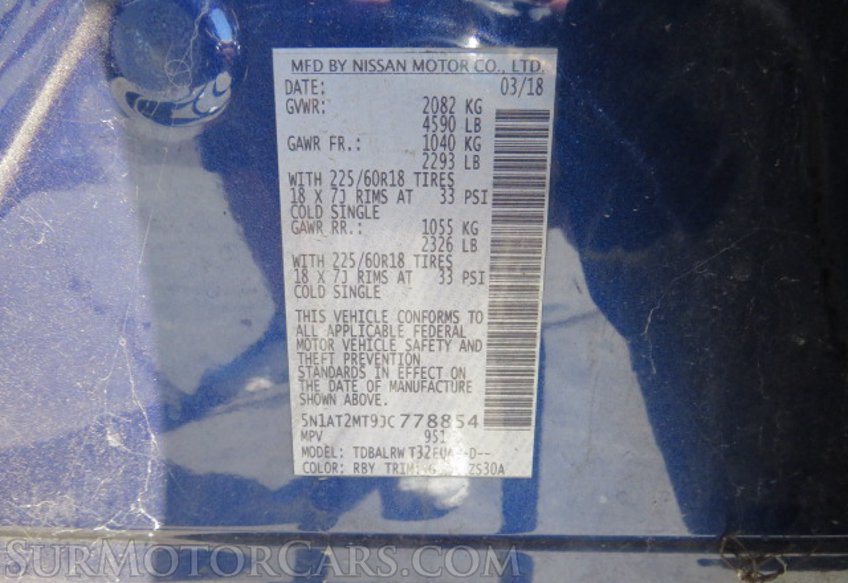 MFD BY NISSAN MOTOR CO., LTD.
DATE: 03/18
GVWR: 2082 KG
4590 LB
GAWR FR.: 1040 KG
2293 LB
WITH 225/60R18 TIRES
18 X 7J RIMS AT 33 PSI
COLD SINGLE
GAWR RR.: 1055 KG
2326 LB
WITH 225/60R18 TIRES
18 X 7J RIMS AT 33 PSI
COLD SINGLE
THIS VEHICLE CONFORMS TO
ALL APPLICABLE FEDERAL
MOTOR VEHICLE SAFETY AND
THEFT PREVENTION
STANDARDS IN EFFECT ON
THE DATE OF MANUFACTURE
SHOWN ABOVE.
5N1AT2MT9JC778854
MPV 951
MODEL: TDBALRW
COLOR: RBY ZS30A
SURMOTORCARS.COM